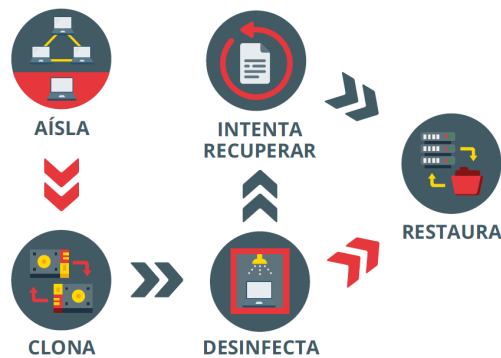 AÍSLA
INTENTA
RECUPERAR
RESTAURA
CLONA
DESINFECTA